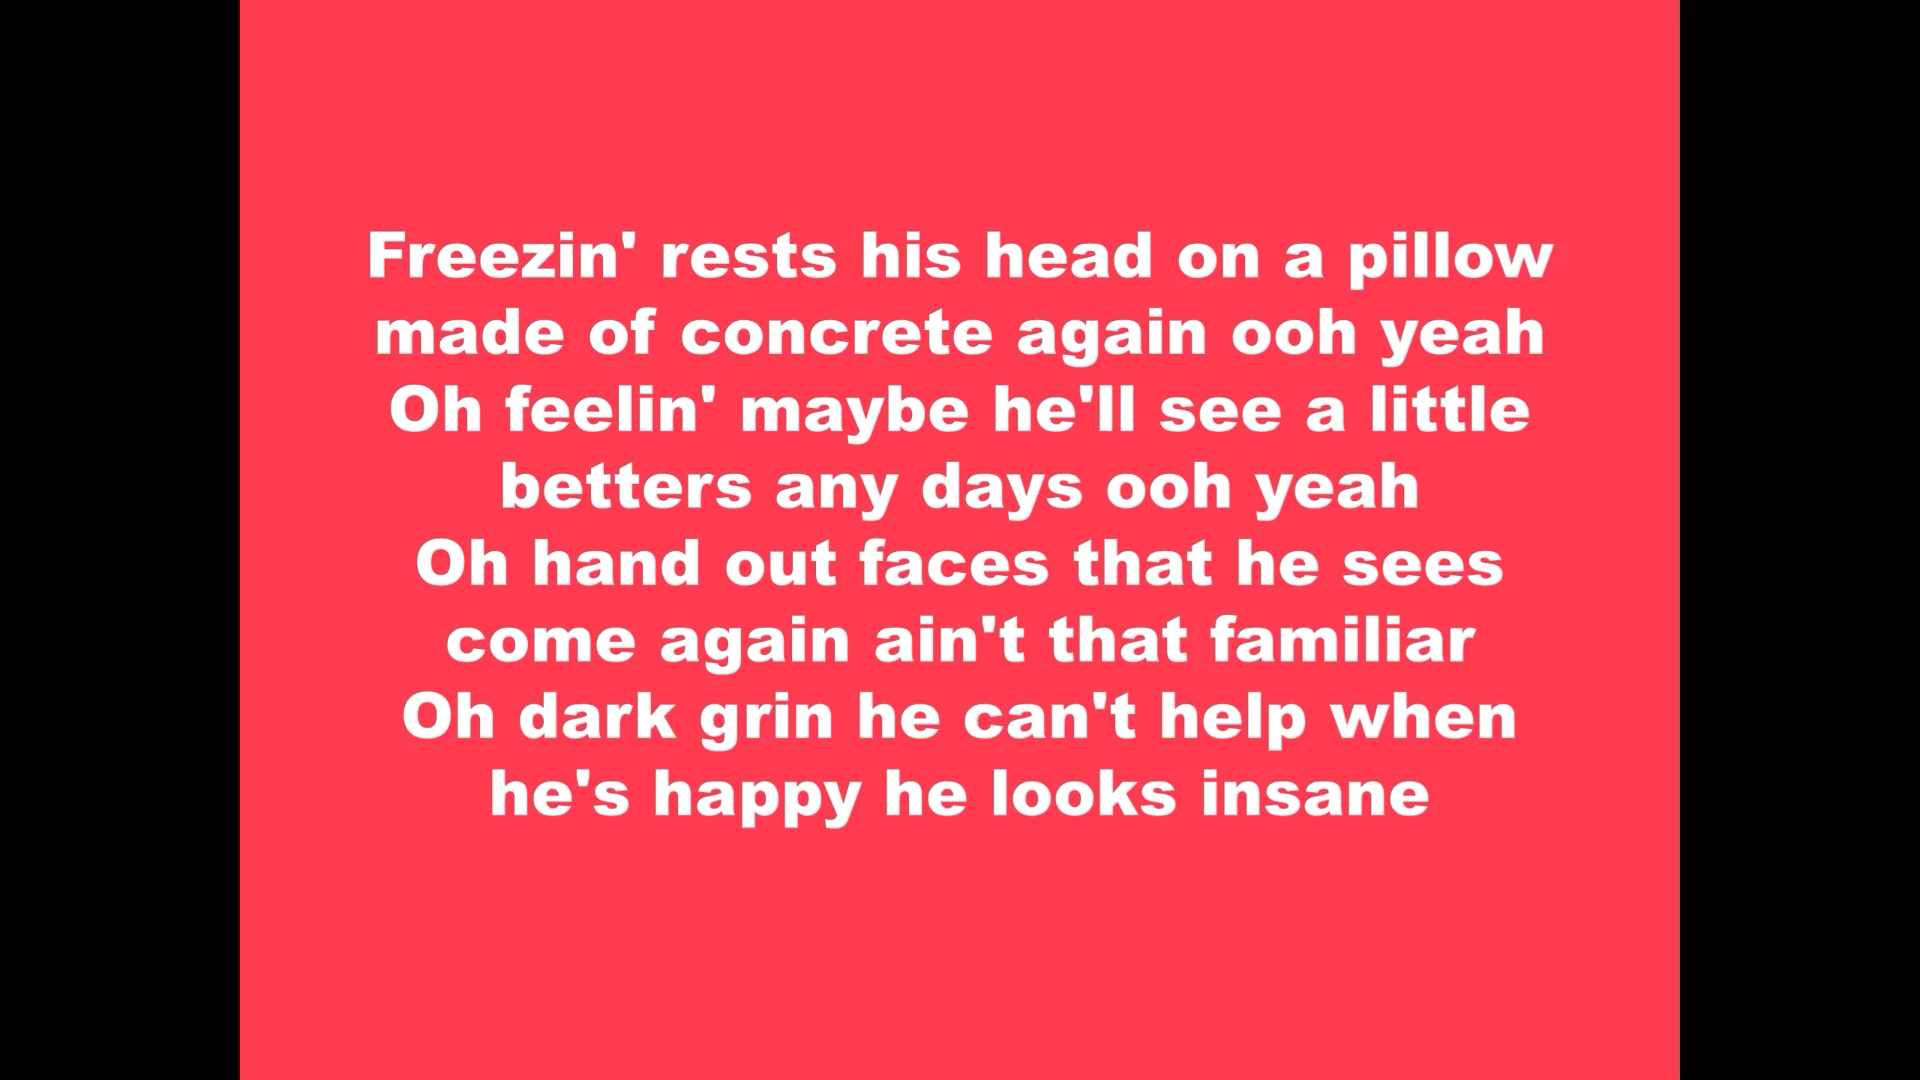 Freezin' rests his head on a pillow
made of concrete again ooh yeah
Oh feelin' maybe he'll see a little
betters any days ooh yeah
Oh hand out faces that he sees
come again ain't that familiar
Oh dark grin he can't help when
he's happy he looks insane